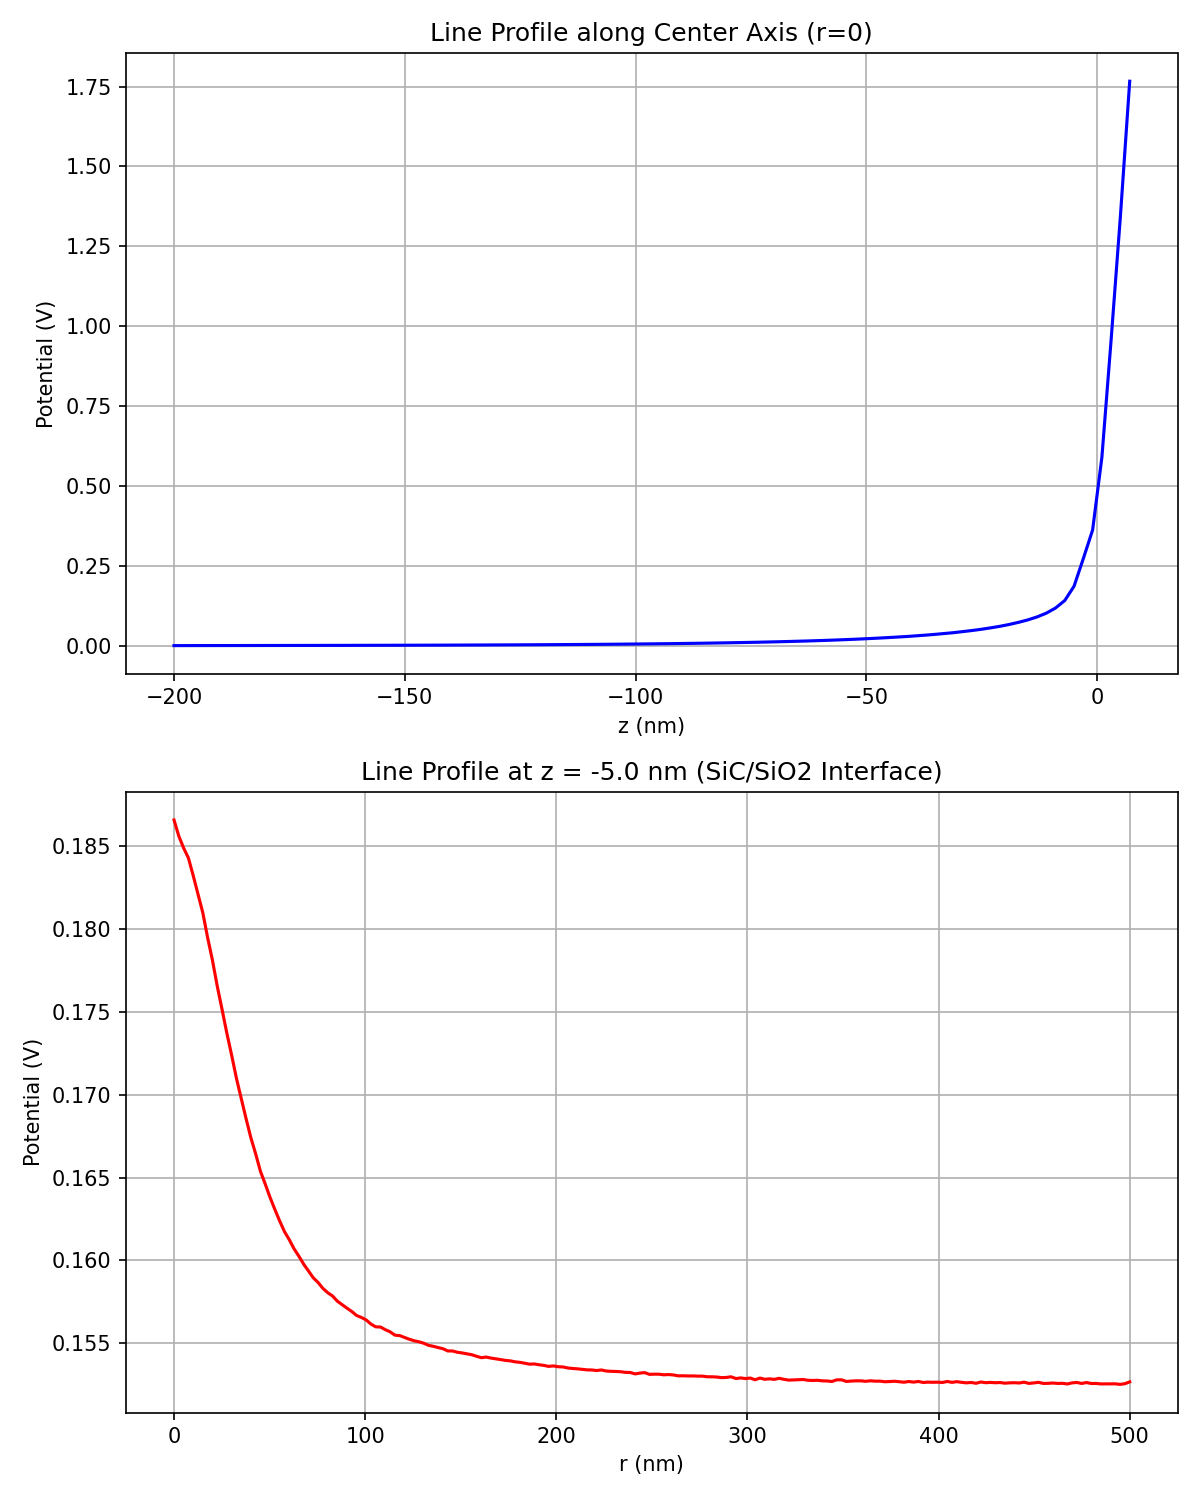 Line Profile along Center Axis (r=0)
Potential (V)
1.75
1.50
1.25
1.00
0.75
0.50
0.25
0.00
−200 −150 −100 −50 0
z (nm)
Line Profile at z = -5.0 nm (SiC/SiO2 Interface)
Potential (V)
0.185
0.180
0.175
0.170
0.165
0.160
0.155
0 100 200 300 400 500
r (nm)